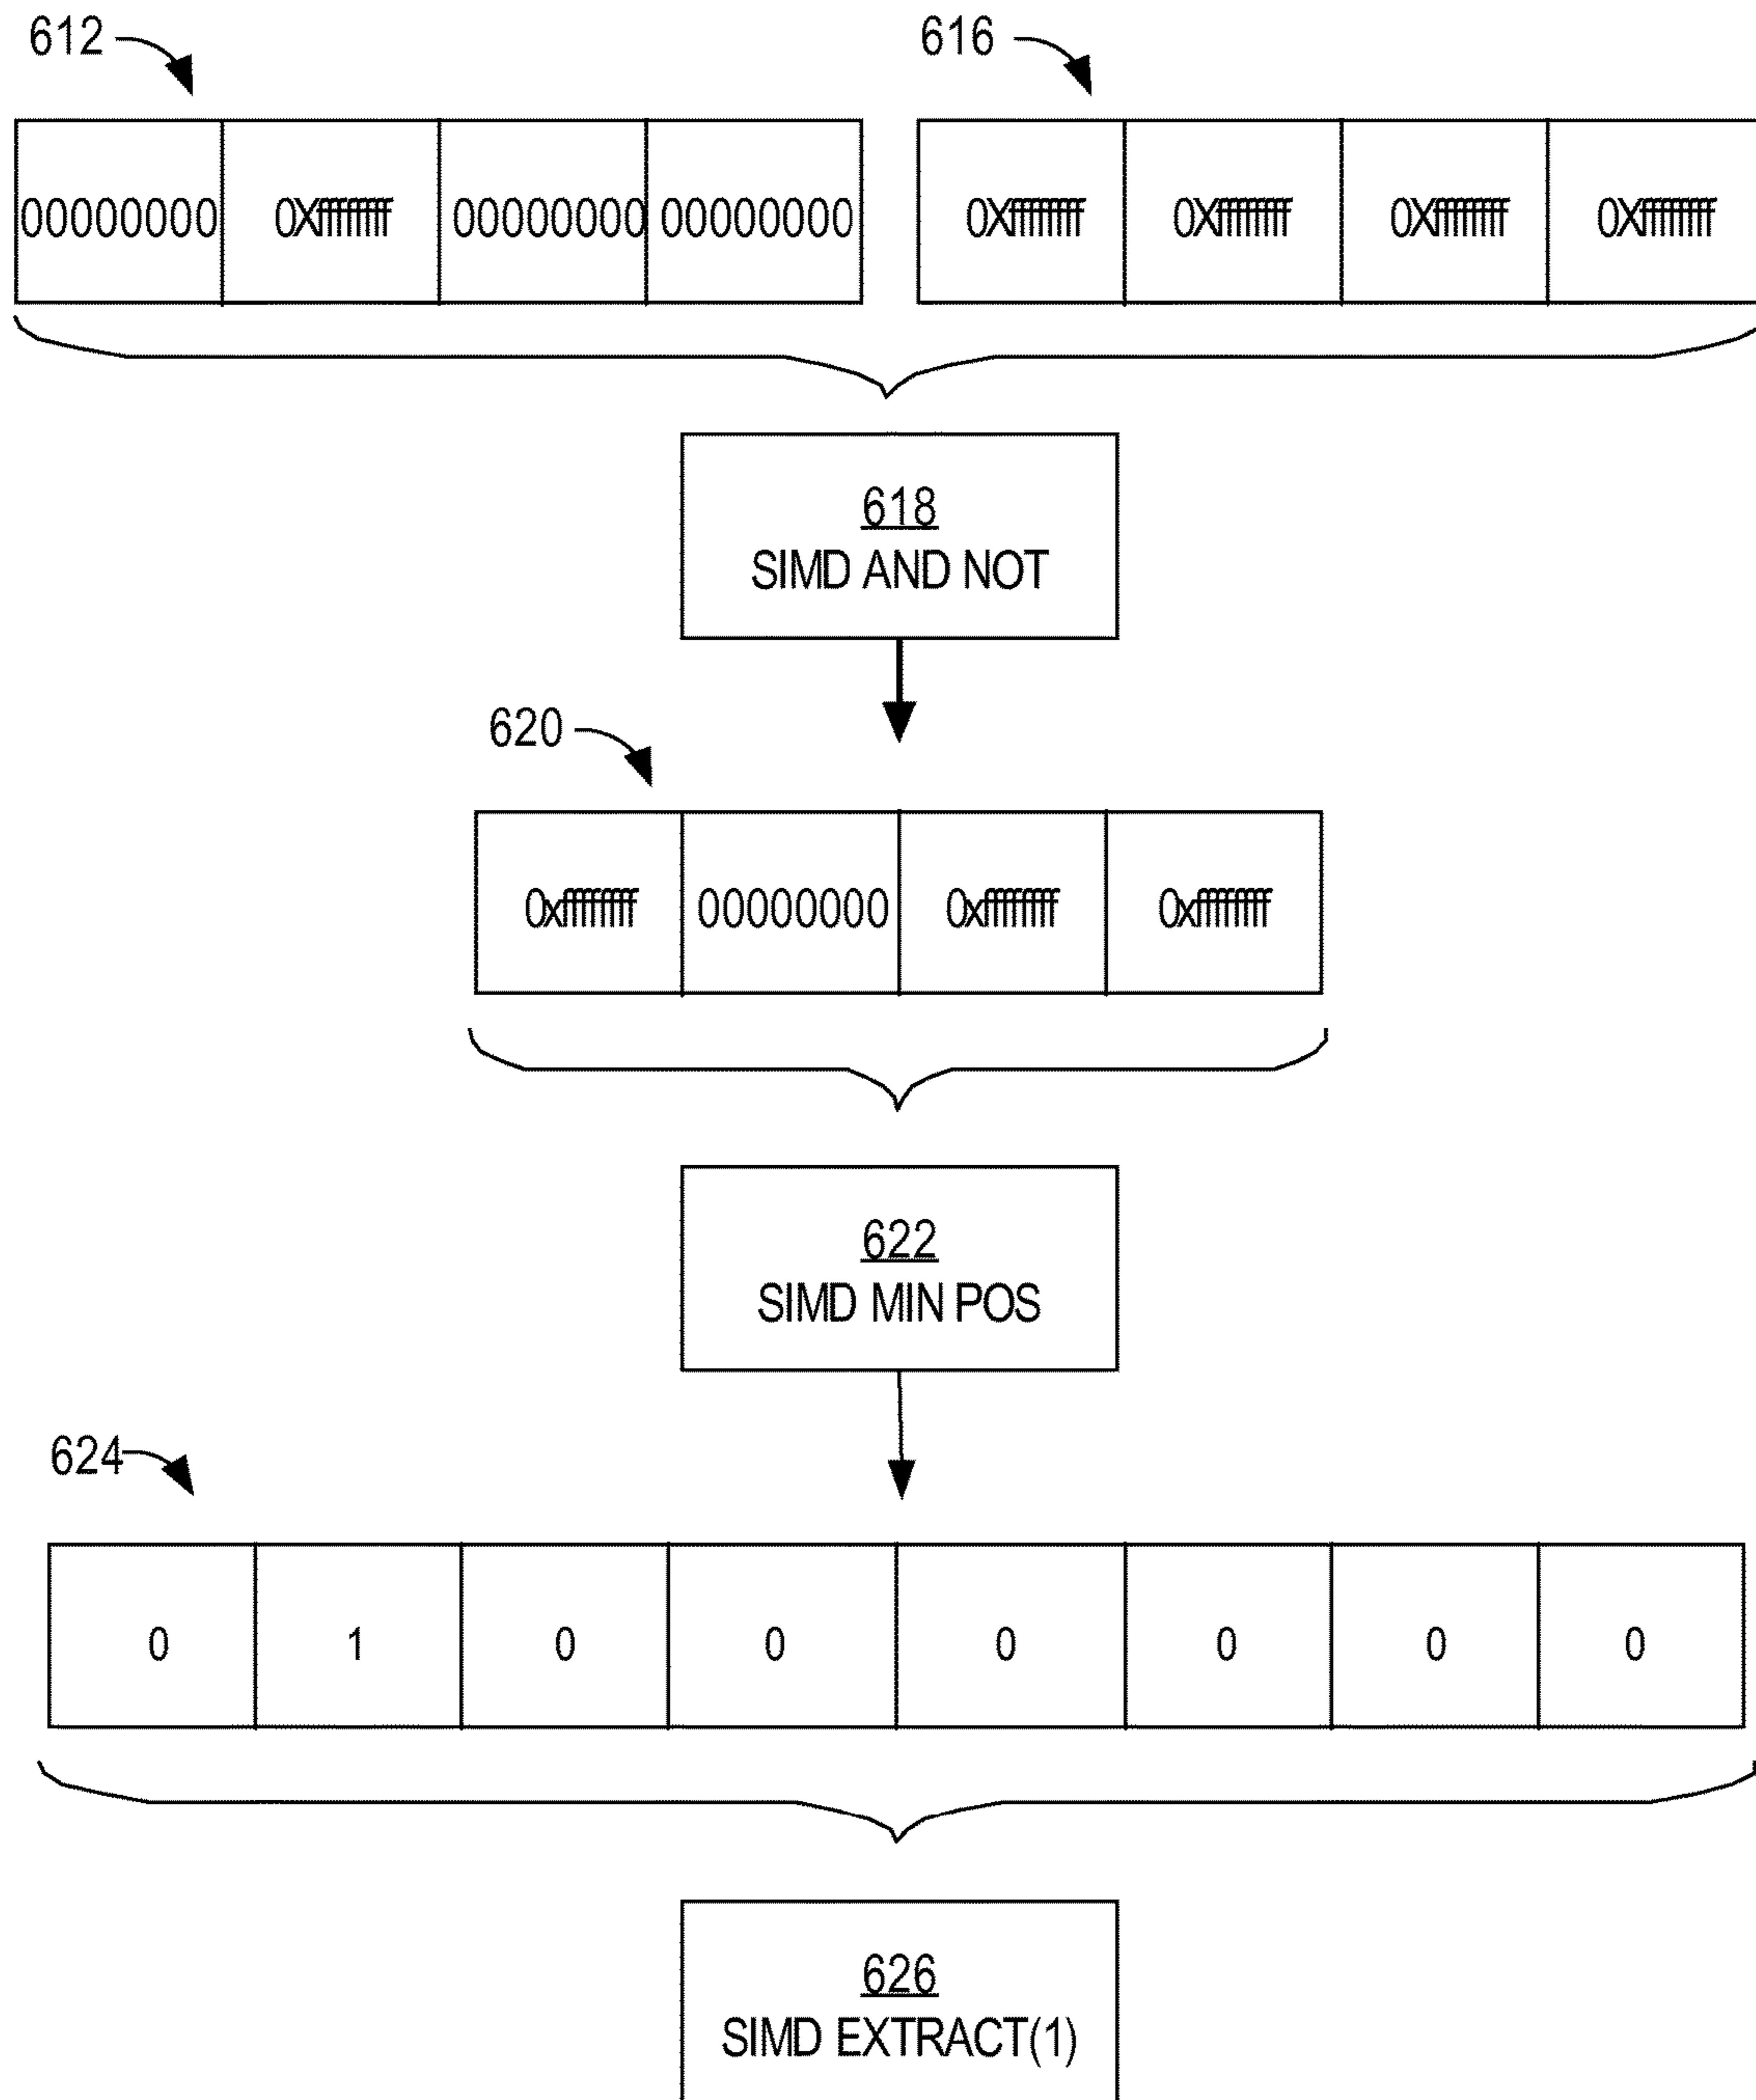 612
616
00000000 0Xffffffff 00000000 00000000 0Xffffffff 0Xffffffff 0Xffffffff 0Xffffffff
618
SIMD AND NOT
620
0xffffffff 00000000 0xffffffff 0xffffffff
622
SIMD MIN POS
624
0 1 0 0 0 0 0 0
626
SIMD EXTRACT(1)